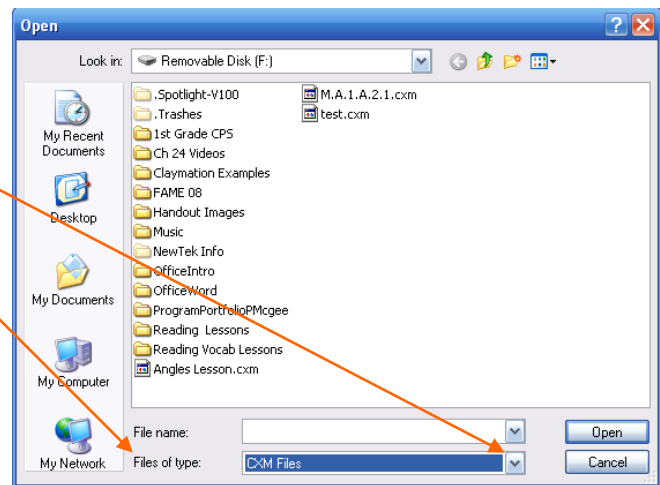 Open
Look in:
Removable Disk (F:)
My Recent
Documents
Desktop
My Documents
My Computer
My Network
.Spotlight-V100
.Trashes
1st Grade CPS
Ch 24 Videos
Claymation Examples
FAME 08
Handout Images
Music
NewTek Info
OfficeIntro
OfficeWord
ProgramPortfolioPMcgee
Reading Lessons
Reading Vocab Lessons
Angles Lesson.cxm
M.A.1.A.2.1.cxm
test.cxm
File name:
Open
Files of type:
CXM Files
Cancel